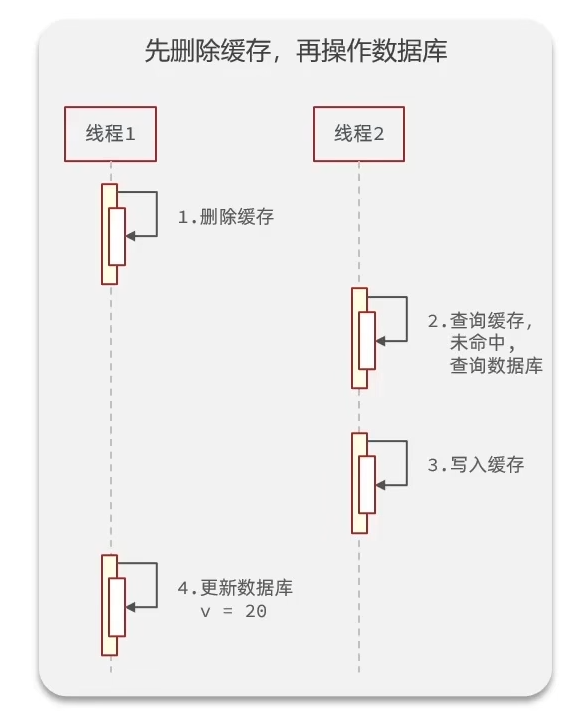 先删除缓存，再操作数据库
线程1
线程2
1.删除缓存
2.查询缓存,
未命中，
查询数据库
3.写入缓存
4.更新数据库
v = 20